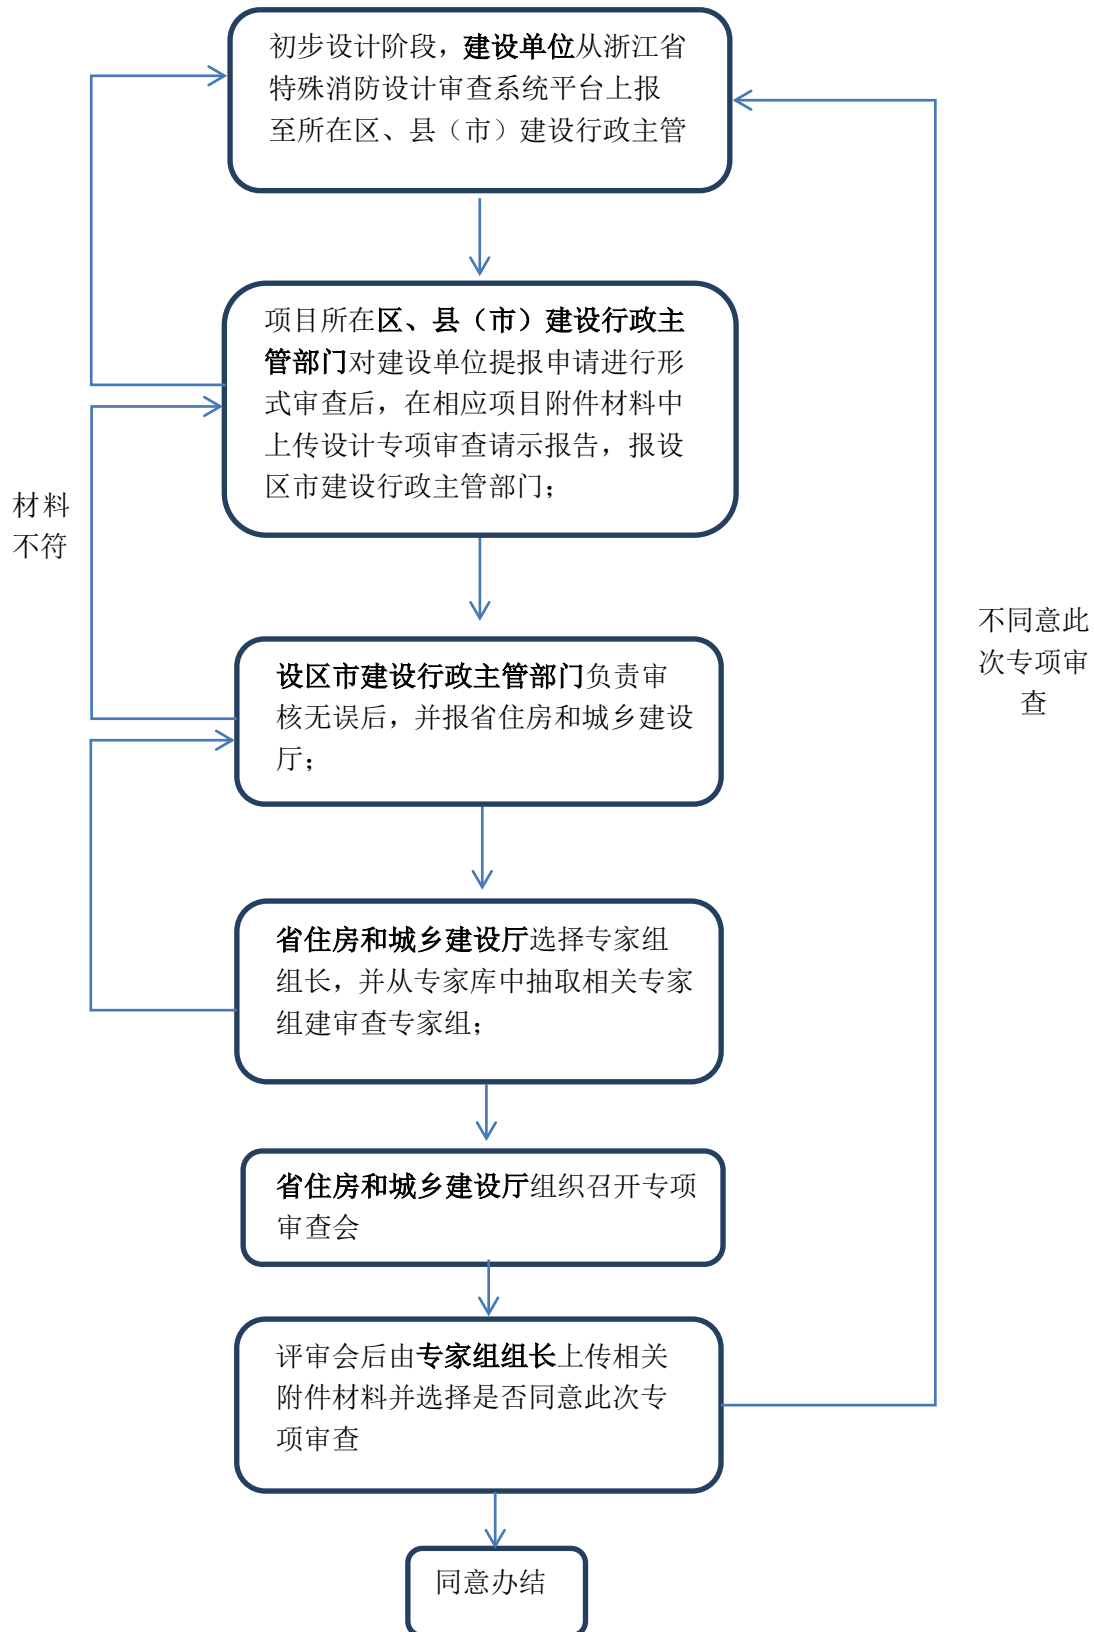 初步设计阶段，建设单位从浙江省
特殊消防设计审查系统平台上报
至所在区、县（市）建设行政主管
项目所在区、县（市）建设行政主
管部门对建设单位提报申请进行形
式审查后，在相应项目附件材料中
上传设计专项审查请示报告，报设
区市建设行政主管部门；
材料
不符
不同意此
次专项审
查
设区市建设行政主管部门负责审
核无误后，并报省住房和城乡建设
厅；
省住房和城乡建设厅选择专家组
组长，并从专家库中抽取相关专家
组建审查专家组；
省住房和城乡建设厅组织召开专项
审查会
评审会后由专家组组长上传相关
附件材料并选择是否同意此次专
项审查
同意办结